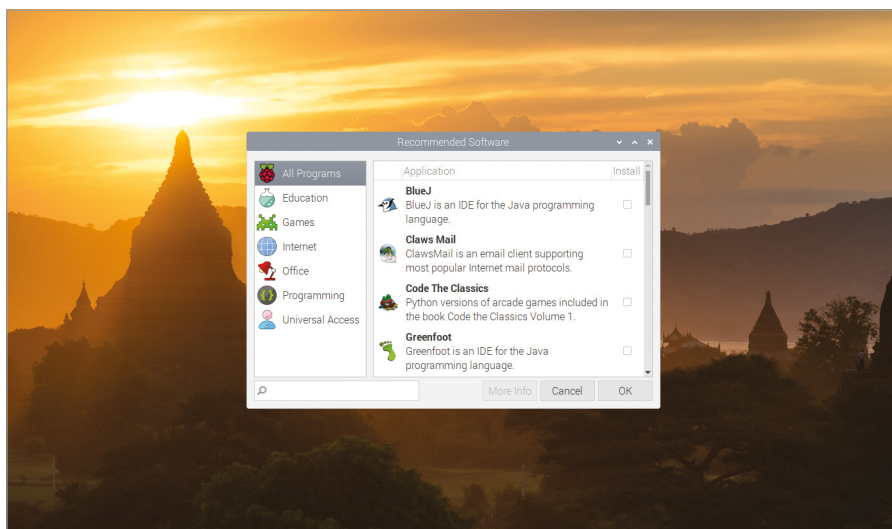 Recommended Software
All Programs
Education
Games
Internet
Office
Programming
Universal Access
Application
Install
BlueJ
BlueJ is an IDE for the Java programming
language.
Claws Mail
ClawsMail is an email client supporting
most popular Internet mail protocols.
Code The Classics
Python versions of arcade games included in
the book Code the Classics Volume 1.
Greenfoot
Greenfoot is an IDE for the Java
programming language.
More Info
Cancel
OK